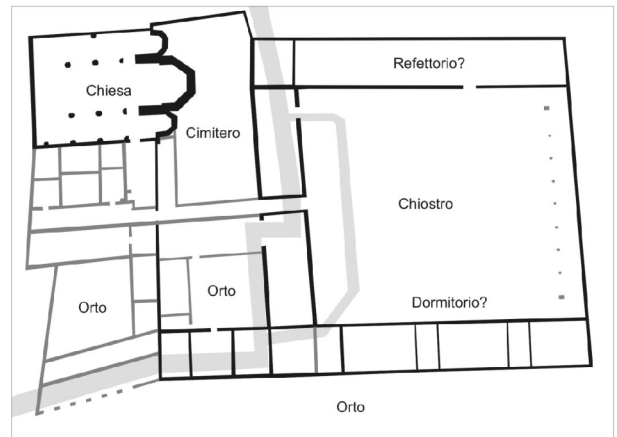 Refettorio?
Chiesa
Cimitero
Chiostro
Orto
Orto
Dormitorio?
Orto